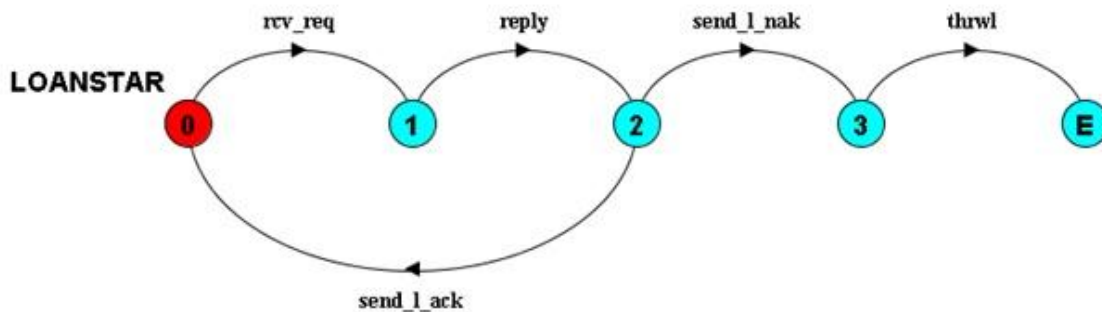 rcv_req reply send_l_nak thrwl
LOANSTAR
0 1 2 3 E
send_l_ack